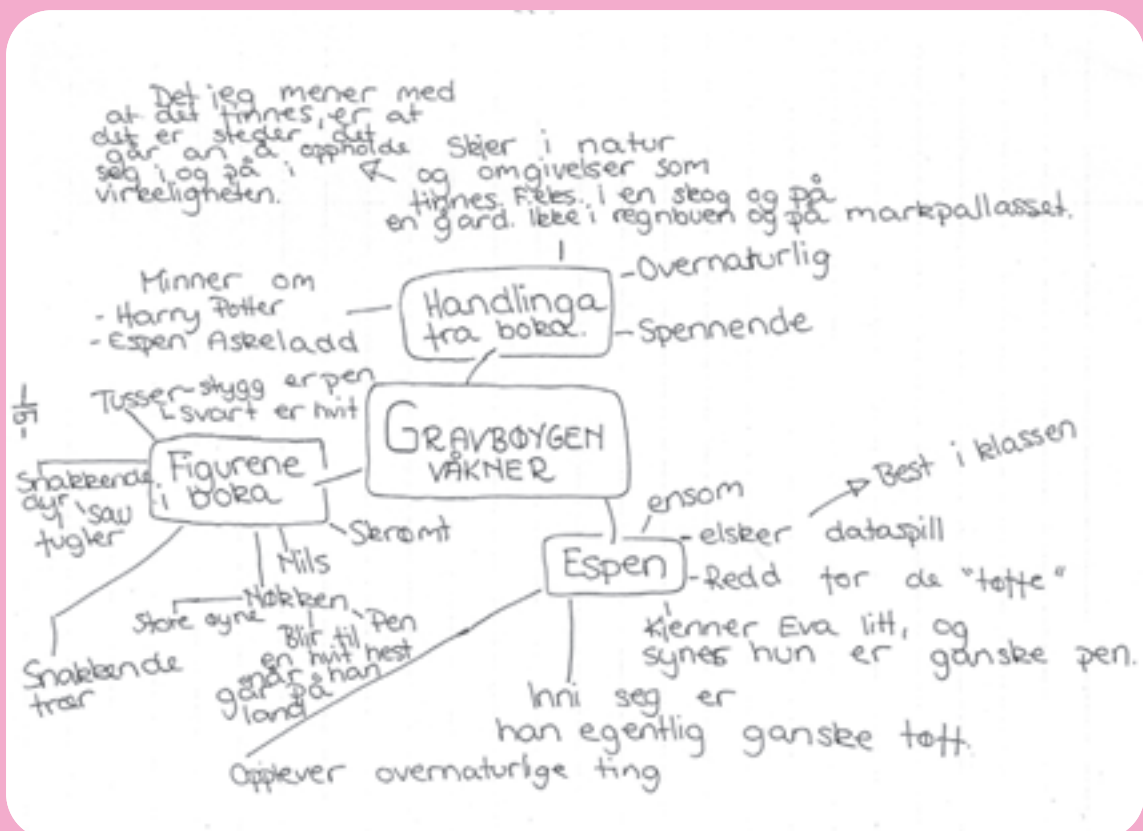 Det jeg mener med
at det finnes, er at
det er steder det
går an å oppholde
seg i og på i
virkeligheten.
Skjer i natur
og omgivelser som
finnes. F.eks. i en skog og på
en gard. Ikke i regnbuen og på markpallasset.
Handlinga
fra boka.
-Overnaturlig
-Spennende
Minner om
- Harry Potter
- Espen Askeladd
GRAVBØYGEN
VÅKNER
Figurene
i boka
Tusser-stygg er pen
svart er hvit
Snakkende
dyr
sau
fugler
Snakkende
trær
Nøkken
Store øyne
Pen
Blir til
en hvit hest
når han
går på
land
Nils
Skrømt
Espen
ensom
-elsker dataspill
Best i klassen
-Redd for de "tøffe"
Kjenner Eva litt, og
synes hun er ganske pen.
Inni seg er
han egentlig ganske tøff.
Opplever overnaturlige ting